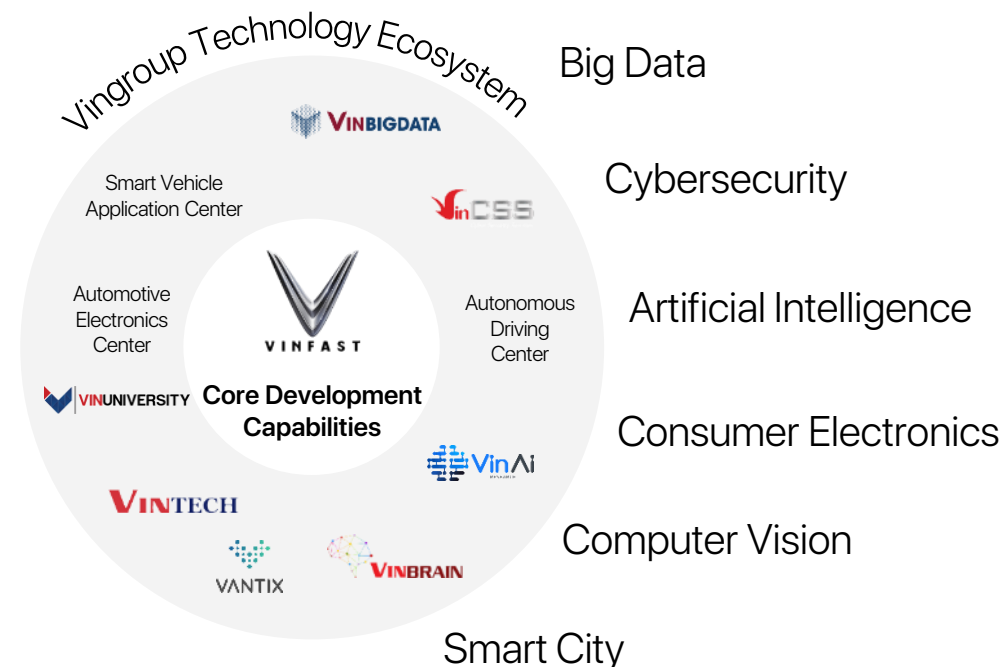 Vingroup Technology Ecosystem
Big Data
VINBIGDATA
Cybersecurity
Smart Vehicle
Application Center
VinCSS
Artificial Intelligence
Automotive
Electronics
Center
VINFAST
Autonomous
Driving
Center
VINUNIVERSITY
Core Development
Capabilities
Consumer Electronics
VinAi
VINTECH
Computer Vision
VANTIX
VINBRAIN
Smart City